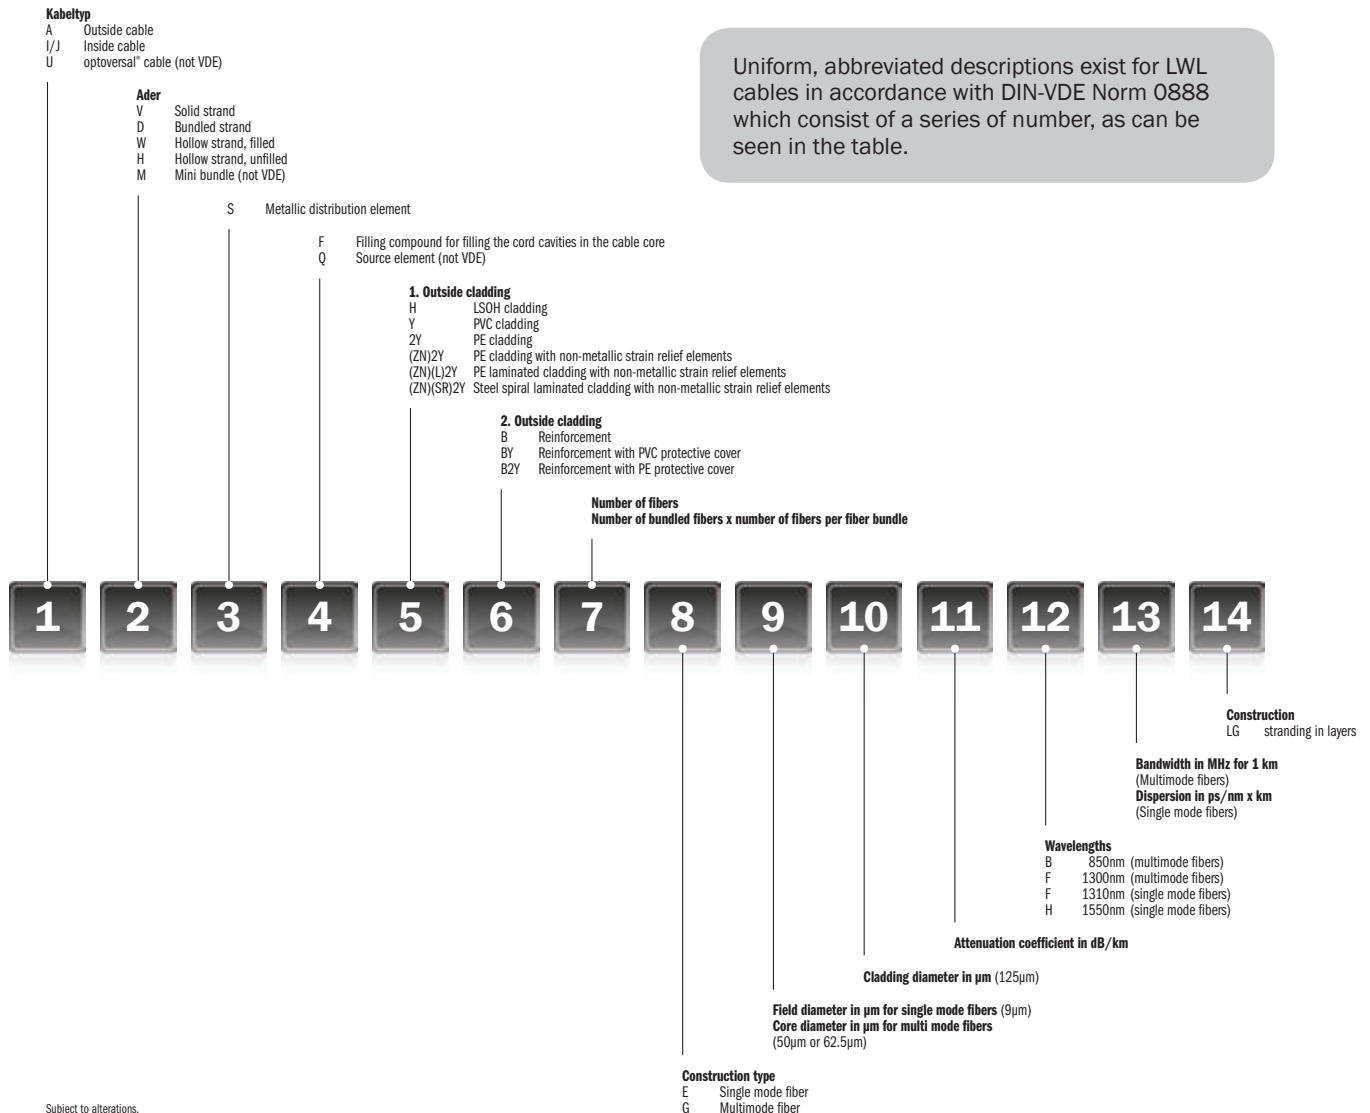 Kabeltyp
A Outside cable
I/J Inside cable
U optoversal® cable (not VDE)
Uniform, abbreviated descriptions exist for LWL
cables in accordance with DIN-VDE Norm 0888
which consist of a series of number, as can be
seen in the table.
Ader
V Solid strand
D Bundled strand
W Hollow strand, filled
H Hollow strand, unfilled
M Mini bundle (not VDE)
S Metallic distribution element
F Filling compound for filling the cord cavities in the cable core
Q Source element (not VDE)
1. Outside cladding
H LSOH cladding
Y PVC cladding
2Y PE cladding
(ZN)2Y PE cladding with non-metallic strain relief elements
(ZN)(L)2Y PE laminated cladding with non-metallic strain relief elements
(ZN)(SR)2Y Steel spiral laminated cladding with non-metallic strain relief elements
2. Outside cladding
B Reinforcement
BY Reinforcement with PVC protective cover
B2Y Reinforcement with PE protective cover
Number of fibers
Number of bundled fibers x number of fibers per fiber bundle
1 2 3 4 5 6 7 8 9 10 11 12 13 14
Construction
LG stranding in layers
Bandwidth in MHz for 1 km
(Multimode fibers)
Dispersion in ps/nm x km
(Single mode fibers)
Wavelengths
B 850nm (multimode fibers)
F 1300nm (multimode fibers)
F 1310nm (single mode fibers)
H 1550nm (single mode fibers)
Attenuation coefficient in dB/km
Cladding diameter in µm (125µm)
Field diameter in µm for single mode fibers (9µm)
Core diameter in µm for multi mode fibers
(50µm or 62.5µm)
Construction type
E Single mode fiber
G Multimode fiber
Subject to alterations.